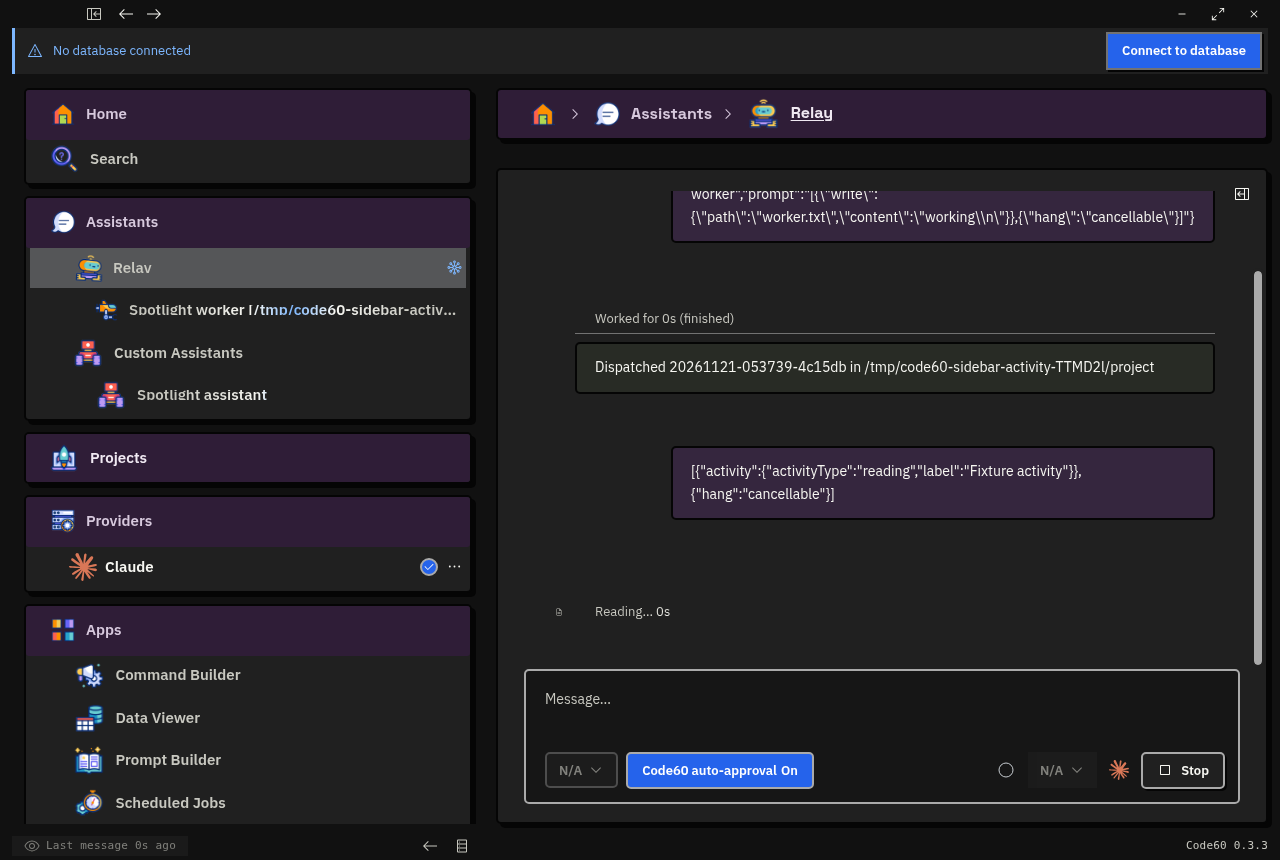 No database connected
Connect to database
Home
Search
Assistants
Relay
Spotlight worker [/tmp/code60-sidebar-activ...
Custom Assistants
Spotlight assistant
Projects
Providers
Claude
Apps
Command Builder
Data Viewer
Prompt Builder
Scheduled Jobs
Assistants
Relay
worker","prompt":"[{\"write\":
{\"path\":\"worker.txt\",\"content\":\"working\\n\"}},{\"hang\":\"cancellable\"}]"}
Worked for 0s (finished)
Dispatched 20261121-053739-4c15db in /tmp/code60-sidebar-activity-TTMD2l/project
[{"activity":{"activityType":"reading","label":"Fixture activity"}},
{"hang":"cancellable"}]
Reading... 0s
Message...
N/A
Code60 auto-approval On
N/A
Stop
Last message 0s ago
Code60 0.3.3